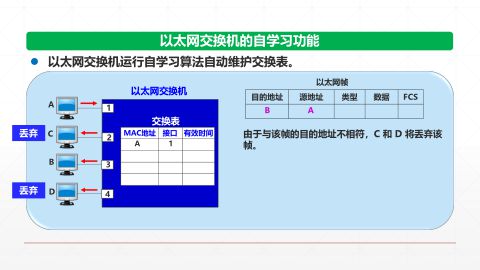 以太网交换机的自学习功能
以太网交换机运行自学习算法自动维护交换表。
以太网交换机
以太网帧
目的地址 源地址 类型 数据 FCS
B A
A
1
交换表
MAC地址 接口 有效时间
A 1
丢弃
C
2
B
3
丢弃
D
4
由于与该帧的目的地址不相符，C 和 D 将丢弃该
帧。